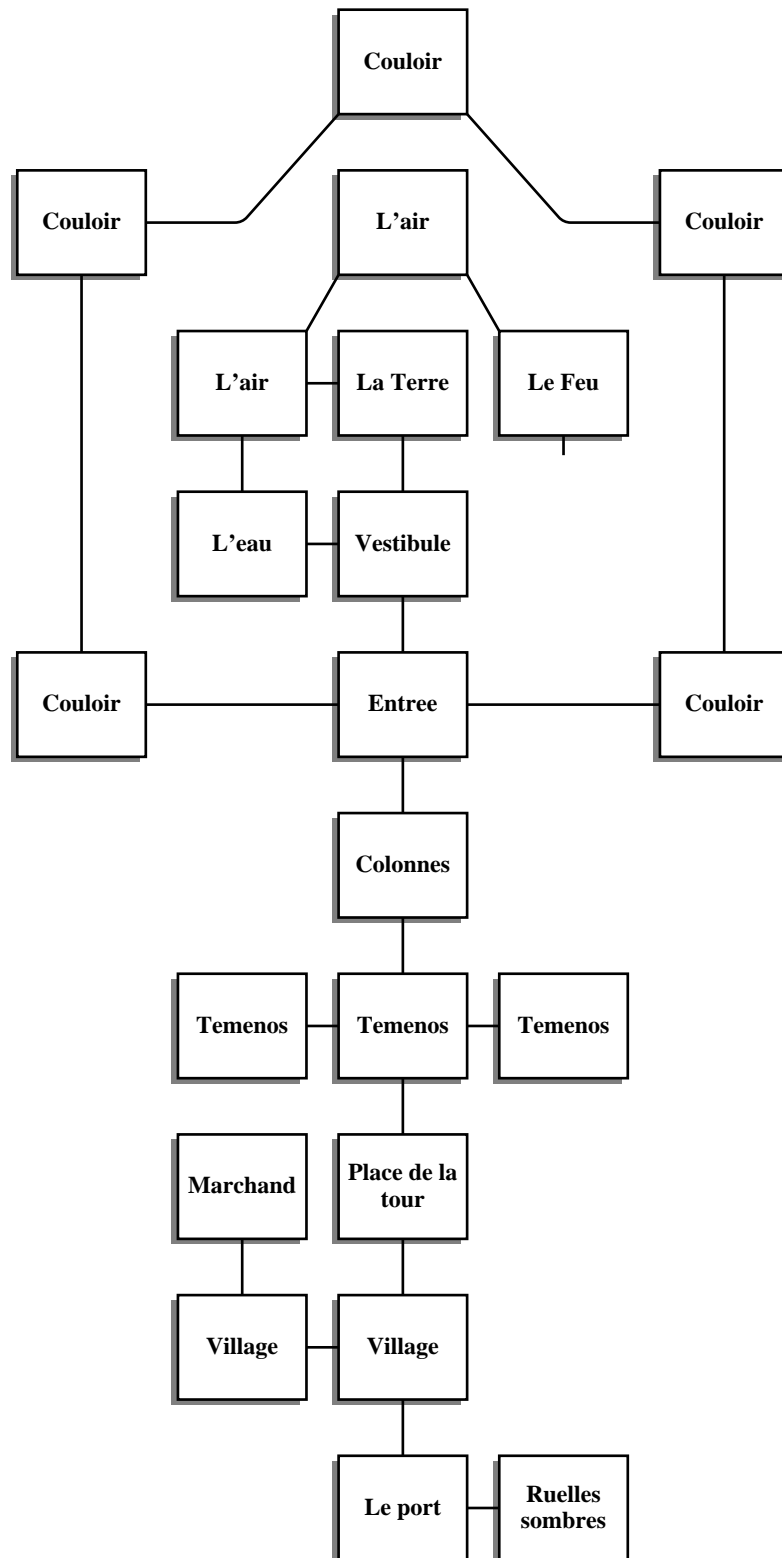 Couloir
Couloir
L'air
Couloir
L'air
La Terre
Le Feu
L'eau
Vestibule
Couloir
Entree
Couloir
Colonnes
Temenos
Temenos
Temenos
Marchand
Place de la
tour
Village
Village
Le port
Ruelles
sombres